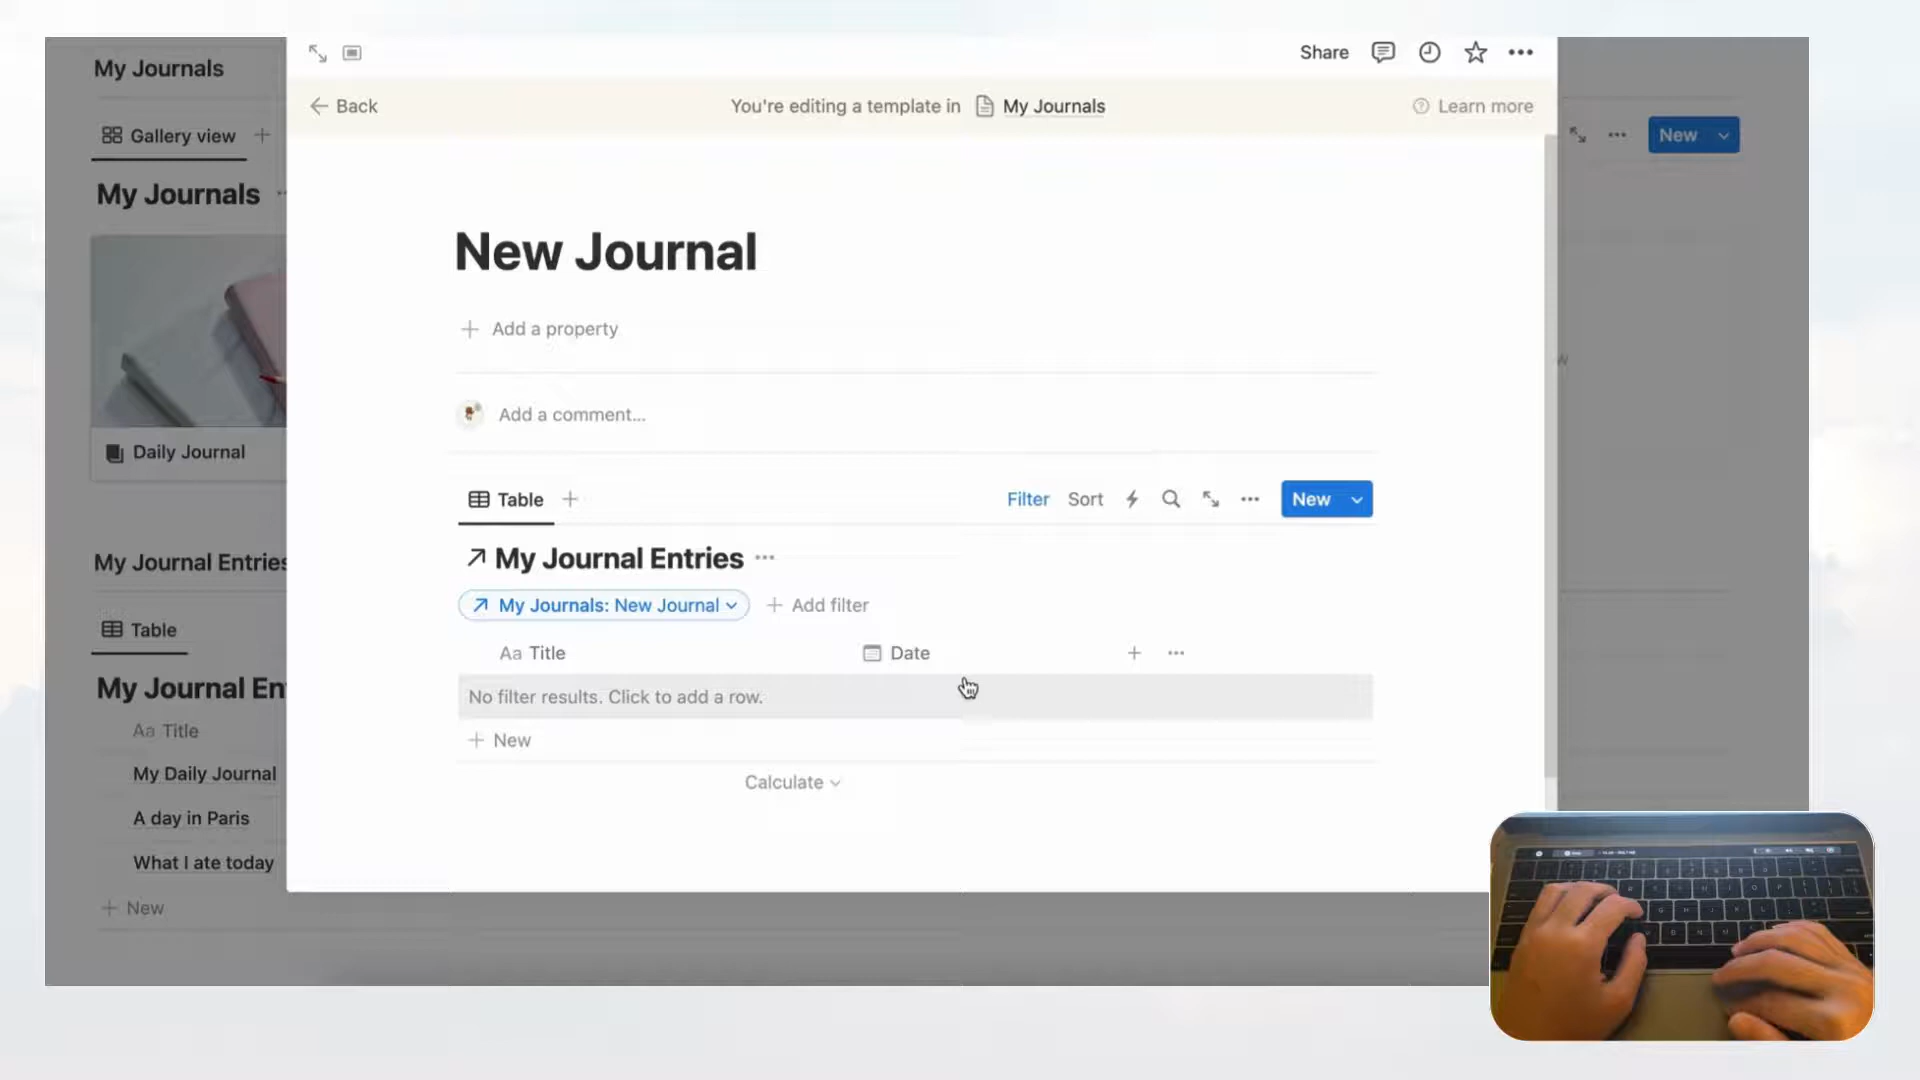 My Journals
Gallery view
My Journals
Daily Journal
My Journal Entries
Table
My Journal En
Aa Title
My Daily Journal
A day in Paris
What I ate today
New
Share
Back
You're editing a template in My Journals
Learn more
New Journal
Add a property
Add a comment...
Table
Filter Sort
New
My Journal Entries
My Journals: New Journal
Add filter
Aa Title
Date
No filter results. Click to add a row.
New
Calculate
New